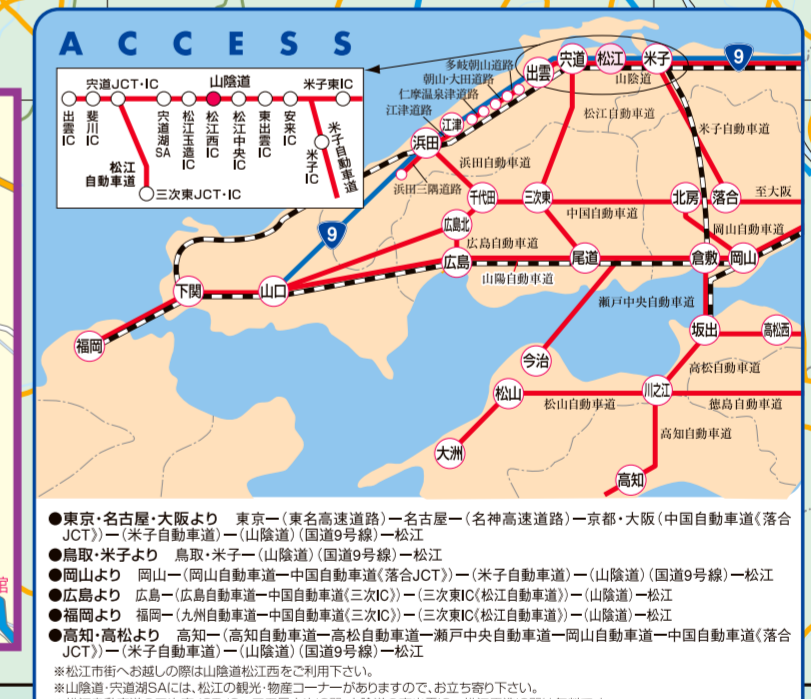 ACCESS
宍道JCT・IC
山陰道
米子東IC
出雲IC
斐川IC
宍道湖SA
松江玉造IC
松江西IC
松江中央IC
東出雲IC
安来IC
米子IC
米子自動車道
松江自動車道
三次東JCT・IC
多岐朝山道路
朝山・大田道路
仁摩温泉津道路
江津道路
出雲
宍道
松江
米子
9
山陰道
江津
浜田
松江自動車道
米子自動車道
浜田自動車道
浜田三隅道路
千代田
三次東
北房
落合
至大阪
中国自動車道
広島北
9
広島自動車道
岡山自動車道
広島
尾道
倉敷
岡山
山陽自動車道
下関
山口
瀬戸中央自動車道
福岡
坂出
高松西
今治
高松自動車道
松山
川之江
松山自動車道
徳島自動車道
高知自動車道
大洲
高知
●東京・名古屋・大阪より 東京ー(東名高速道路)ー名古屋ー(名神高速道路)ー京都・大阪(中国自動車道《落合
JCT》)ー(米子自動車道)ー(山陰道)(国道9号線)ー松江
●鳥取・米子より 鳥取・米子ー(山陰道)(国道9号線)ー松江
●岡山より 岡山ー(岡山自動車道ー中国自動車道《落合JCT》)ー(米子自動車道)ー(山陰道)(国道9号線)ー松江
●広島より 広島ー(広島自動車道ー中国自動車道《三次IC》)ー(三次東IC《松江自動車道》)ー(山陰道)ー松江
●福岡より 福岡ー(九州自動車道ー中国自動車道《三次IC》)ー(三次東IC《松江自動車道》)ー(山陰道)ー松江
●高知・高松より 高知ー(高知自動車道ー高松自動車道ー瀬戸中央自動車道ー岡山自動車道ー中国自動車道《落合
JCT》)ー(米子自動車道)ー(山陰道)(国道9号線)ー松江
※松江市街へお越しの際は山陰道松江西をご利用下さい。
※山陰道・宍道湖SAには、松江の観光・物産コーナーがありますので、お立ち寄り下さい。
館